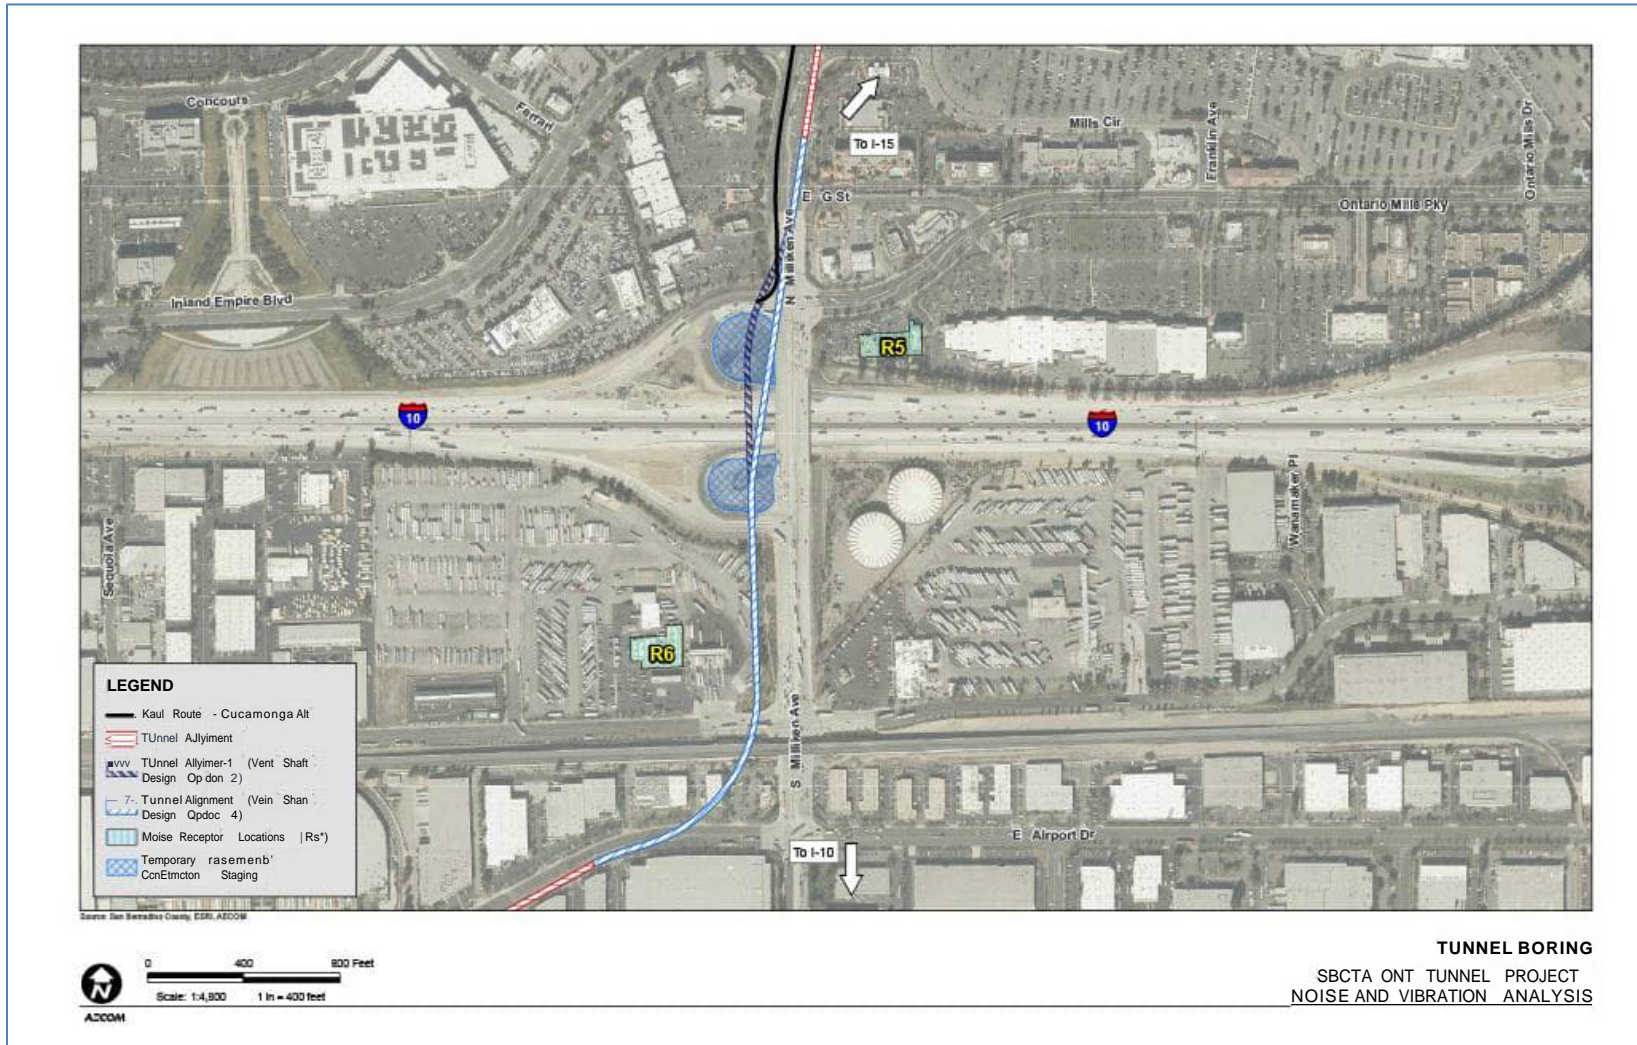 Concours
Ferrari
Inland Empire Blvd
To I-15
Mills Cir
Franklin Ave
Ontario Mills Dr
E G St
Ontario Mills Pky
N Milliken Ave
R5
10
10
Sequoia Ave
Wanamaker Pl
R6
S Milliken Ave
E Airport Dr
To I-10
LEGEND
Kaul Route - Cucamonga Alt
TUnnel AJlyiment
TUnnel Allyimer-1 (Vent Shaft
Design Op don 2)
Tunnel Alignment (Vein Shan
Design Qpdoc 4)
Moise Receptor Locations |Rs*)
Temporary rasemenb'
CcnEtmcton Staging
Source: San Bernardino County, ESRI, AECOM
N
0 400 800 Feet
Scale: 1:4,800 1 in = 400 feet
AECOM
TUNNEL BORING
SBCTA ONT TUNNEL PROJECT
NOISE AND VIBRATION ANALYSIS